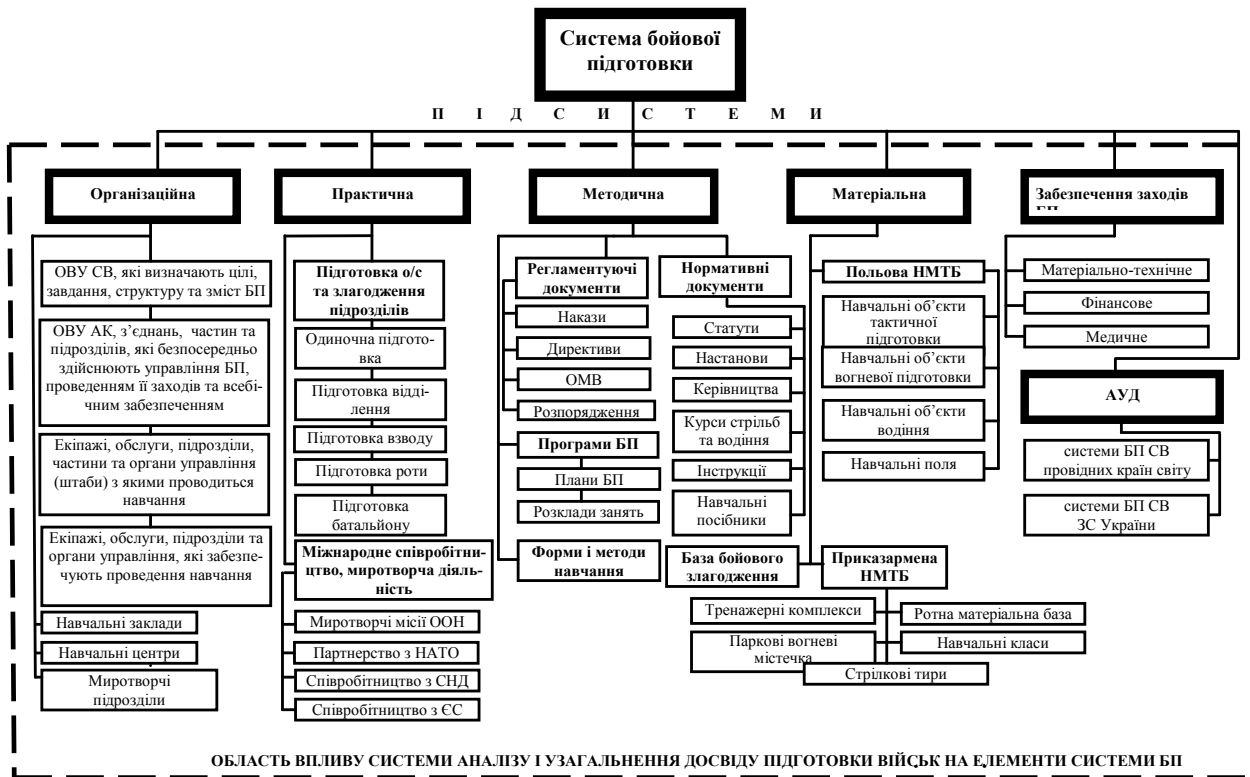 Система бойової
підготовки
П І Д С И С Т Е М И
Організаційна
ОВУ СВ, які визначають цілі,
завдання, структуру та зміст БП
ОВУ АК, з’єднань, частин та
підрозділів, які безпосередньо
здійснюють управління БП,
проведенням її заходів та всебі-
чним забезпеченням
Екіпажі, обслуги, підрозділи,
частини та органи управління
(штаби) з якими проводиться
навчання
Екіпажі, обслуги, підрозділи та
органи управління, які забезпе-
чують проведення навчання
Навчальні заклади
Навчальні центри
Миротворчі
підрозділи
Практична
Підготовка о/с
та злагодження
підрозділів
Одиночна підгото-
вка
Підготовка відді-
лення
Підготовка взводу
Підготовка роти
Підготовка
батальйону
Міжнародне співробітни-
цтво, миротворча діяль-
ність
Миротворчі місії ООН
Партнерство з НАТО
Співробітництво з СНД
Співробітництво з ЄС
Методична
Регламентуючі
документи
Накази
Директиви
ОМВ
Розпорядження
Програми БП
Плани БП
Розклади занять
Форми і методи
навчання
Нормативні
документи
Статути
Настанови
Керівництва
Курси стрільб
та водіння
Інструкції
Навчальні
посібники
Матеріальна
Польова НМТБ
Навчальні об’єкти
тактичної
підготовки
Навчальні об’єкти
вогневої підготовки
Навчальні об’єкти
водіння
Навчальні поля
База бойового
злагодження
Приказармена
НМТБ
Тренажерні комплекси
Ротна матеріальна база
Паркові вогневі
містечка
Навчальні класи
Стрілкові тири
Забезпечення заходів
БП
Матеріально-технічне
Фінансове
Медичне
АУД
системи БП СВ
провідних країн світу
системи БП СВ
ЗС України
ОБЛАСТЬ ВПЛИВУ СИСТЕМИ АНАЛІЗУ І УЗАГАЛЬНЕННЯ ДОСВІДУ ПІДГОТОВКИ ВІЙСЬК НА ЕЛЕМЕНТИ СИСТЕМИ БП